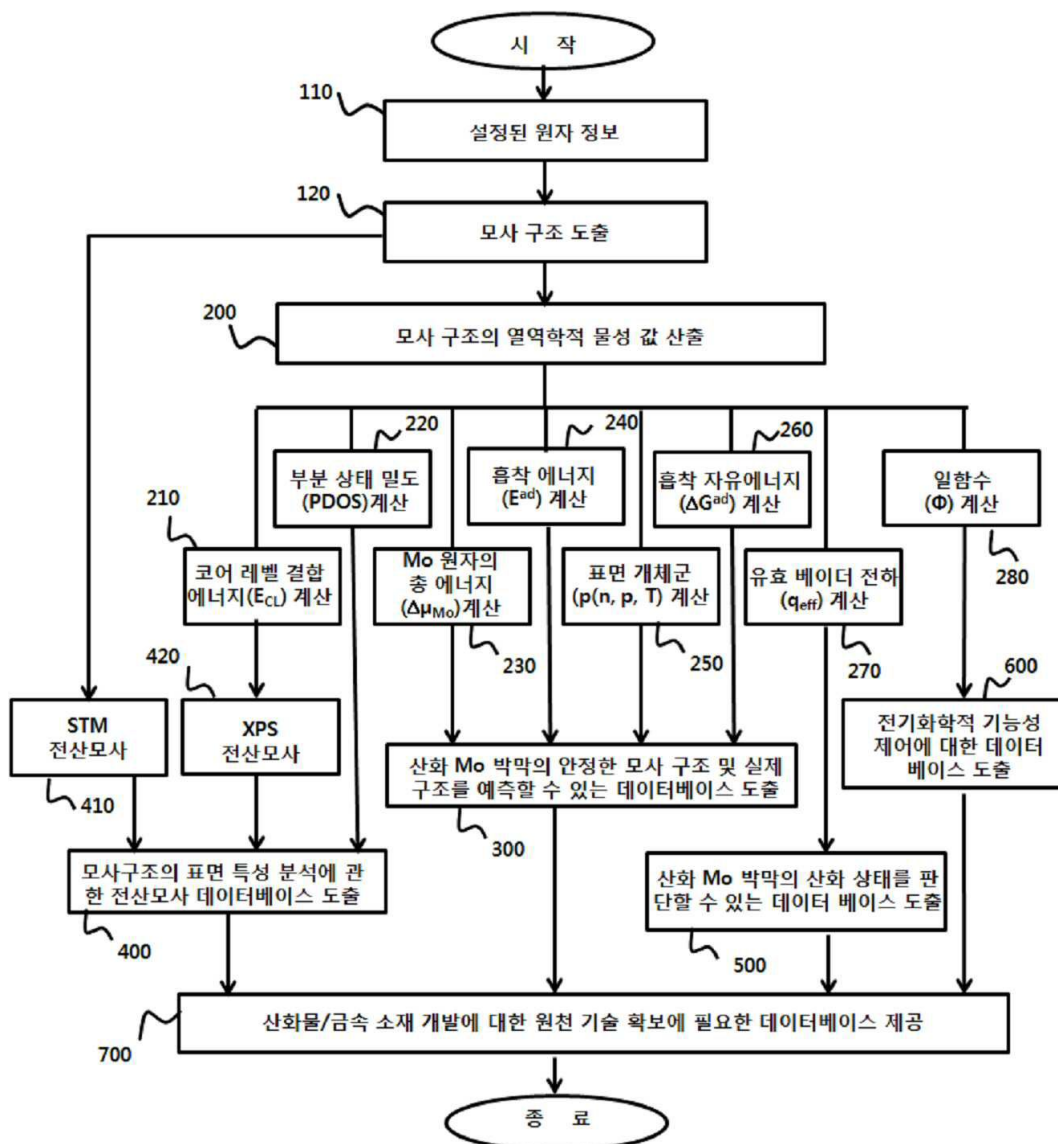 시 작
110
설정된 원자 정보
120
모사 구조 도출
200
모사 구조의 열역학적 물성 값 산출
220
부분 상태 밀도
(PDOS)계산
240
흡착 에너지
(E^ad) 계산
260
흡착 자유에너지
(ΔG^ad) 계산
일함수
(Φ) 계산
280
210
코어 레벨 결합
에너지(E_CL) 계산
Mo 원자의
총 에너지
(Δμ_Mo)계산
230
표면 개체군
(p(n, p, T) 계산
250
유효 베이더 전하
(q_eff) 계산
270
STM
전산모사
410
420
XPS
전산모사
산화 Mo 박막의 안정한 모사 구조 및 실제
구조를 예측할 수 있는 데이터베이스 도출
300
600
전기화학적 기능성
제어에 대한 데이터
베이스 도출
모사구조의 표면 특성 분석에 관
한 전산모사 데이터베이스 도출
400
산화 Mo 박막의 산화 상태를 판
단할 수 있는 데이터 베이스 도출
500
산화물/금속 소재 개발에 대한 원천 기술 확보에 필요한 데이터베이스 제공
700
종 료